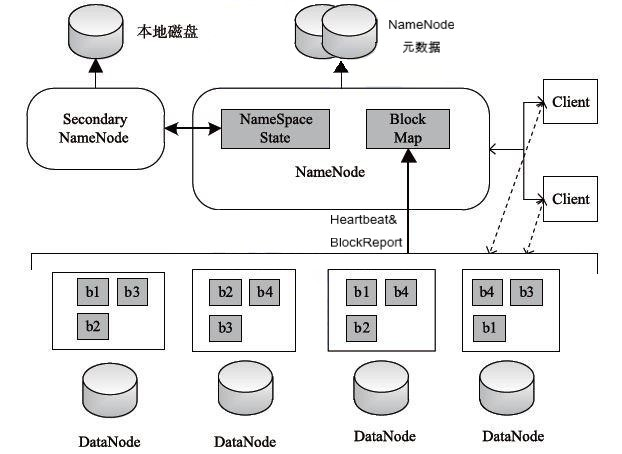 本地磁盘
NameNode
元数据
Secondary
NameNode
NameSpace
State
Block
Map
NameNode
Client
Client
Heartbeat&
BlockReport
b1 b3
b2
b2 b4
b3
b1 b4
b2
b4 b3
b1
DataNode
DataNode
DataNode
DataNode